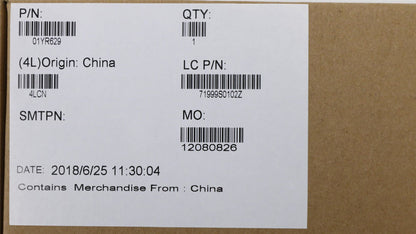 P/N: QTY:
01YR629 1
(4L)Origin: China LC P/N:
4LCN 71999S0102Z
SMTPN: MO:
12080826
DATE: 2018/6/25 11:30:04
Contains Merchandise From : China